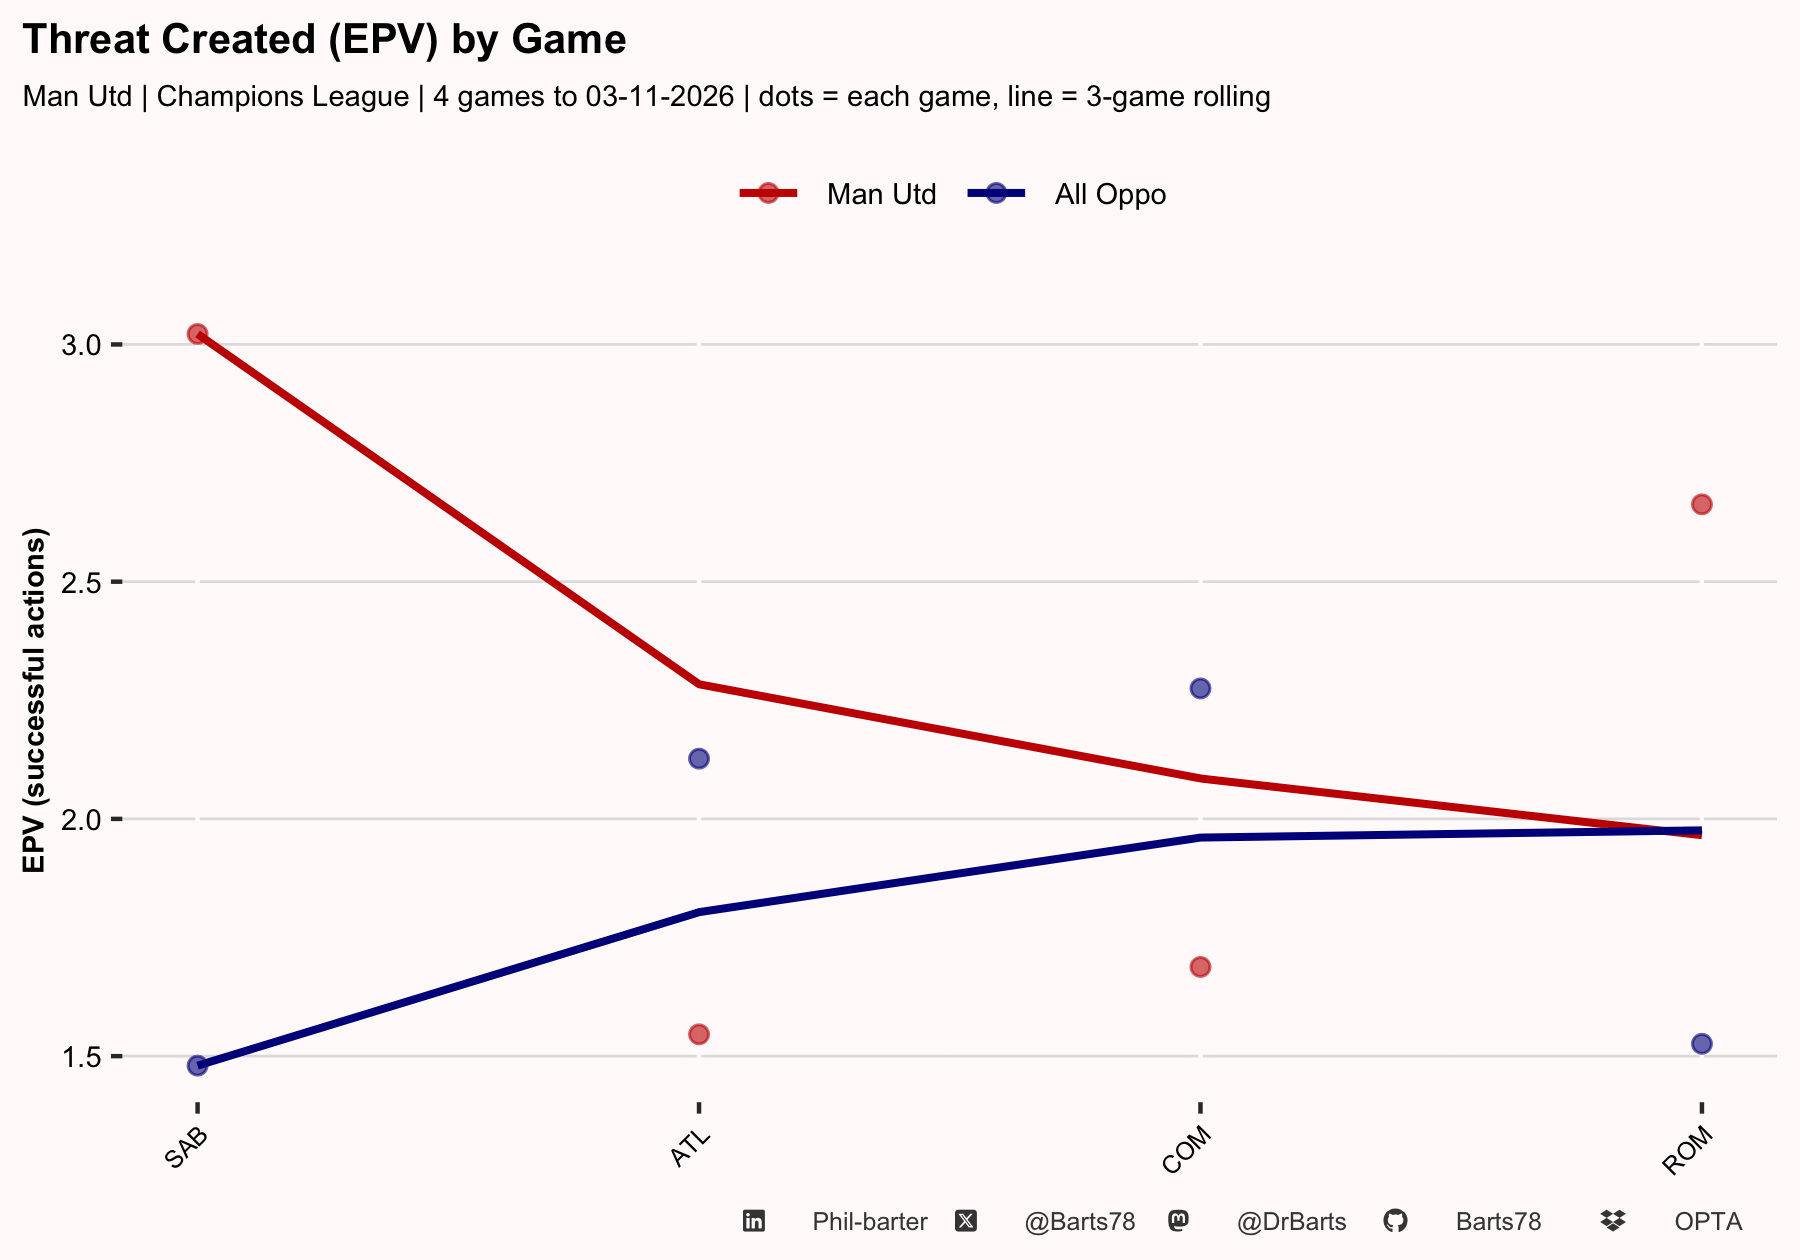 Threat Created (EPV) by Game
Man Utd | Champions League | 4 games to 03-11-2026 | dots = each game, line = 3-game rolling
Man Utd All Oppo
EPV (successful actions)
3.0
2.5
2.0
1.5
SAB ATL COM ROM
Phil-barter @Barts78 @DrBarts Barts78 OPTA